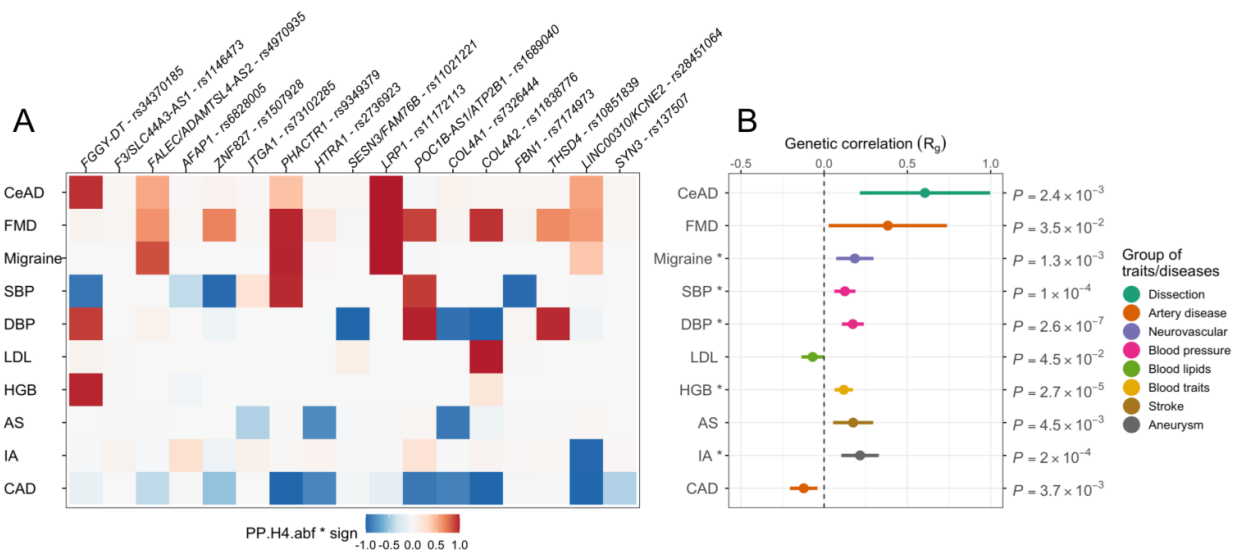 A
FGGY-DT - rs34370185
F3/SLC44A3-AS1 - rs1146473
FALEC/ADAMTSL4-AS2 - rs4970935
AFAP1 - rs6828005
ZNF827 - rs1507928
ITGA1 - rs73102285
PHACTR1 - rs9349379
HTRA1 - rs2736923
SESN3/FAM76B - rs11021221
LRP1 - rs11172113
POC1B-AS1/ATP2B1 - rs1689040
COL4A1 - rs7326444
COL4A2 - rs11838776
FBN1 - rs7174973
THSD4 - rs10851839
LINC00310/KCNE2 - rs28451064
SYN3 - rs137507
CeAD
FMD
Migraine
SBP
DBP
LDL
HGB
AS
IA
CAD
PP.H4.abf * sign
-1.0 -0.5 0.0 0.5 1.0
B
Genetic correlation (Rg)
-0.5 0.0 0.5 1.0
CeAD P = 2.4 × 10⁻³
FMD P = 3.5 × 10⁻²
Migraine * P = 1.3 × 10⁻³
SBP * P = 1 × 10⁻⁴
DBP * P = 2.6 × 10⁻⁷
LDL P = 4.5 × 10⁻²
HGB * P = 2.7 × 10⁻⁵
AS P = 4.5 × 10⁻³
IA * P = 2 × 10⁻⁴
CAD P = 3.7 × 10⁻³
Group of
traits/diseases
Dissection
Artery disease
Neurovascular
Blood pressure
Blood lipids
Blood traits
Stroke
Aneurysm